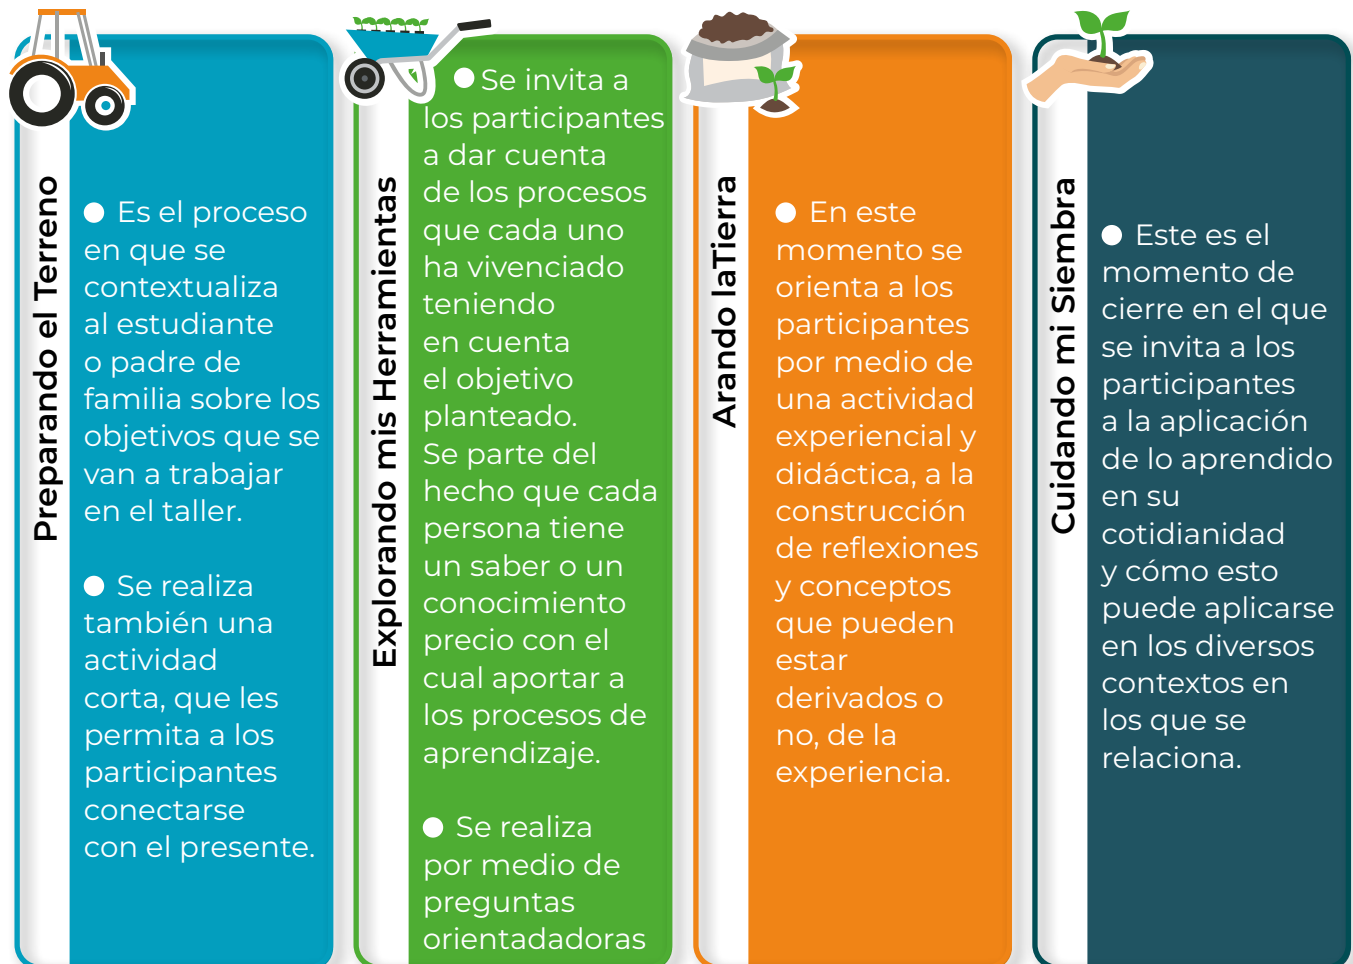 Preparando el Terreno
● Es el proceso
en que se
contextualiza
al estudiante
o padre de
familia sobre los
objetivos que se
van a trabajar
en el taller.
● Se realiza
también una
actividad
corta, que les
permita a los
participantes
conectarse
con el presente.
Explorando mis Herramientas
● Se invita a
los participantes
a dar cuenta
de los procesos
que cada uno
ha vivenciado
teniendo
en cuenta
el objetivo
planteado.
Se parte del
hecho que cada
persona tiene
un saber o un
conocimiento
precio con el
cual aportar a
los procesos de
aprendizaje.
● Se realiza
por medio de
preguntas
orientadadoras
Arando laTierra
● En este
momento se
orienta a los
participantes
por medio de
una actividad
experiencial y
didáctica, a la
construcción
de reflexiones
y conceptos
que pueden
estar
derivados o
no, de la
experiencia.
Cuidando mi Siembra
● Este es el
momento de
cierre en el que
se invita a los
participantes
a la aplicación
de lo aprendido
en su
cotidianidad
y cómo esto
puede aplicarse
en los diversos
contextos en
los que se
relaciona.